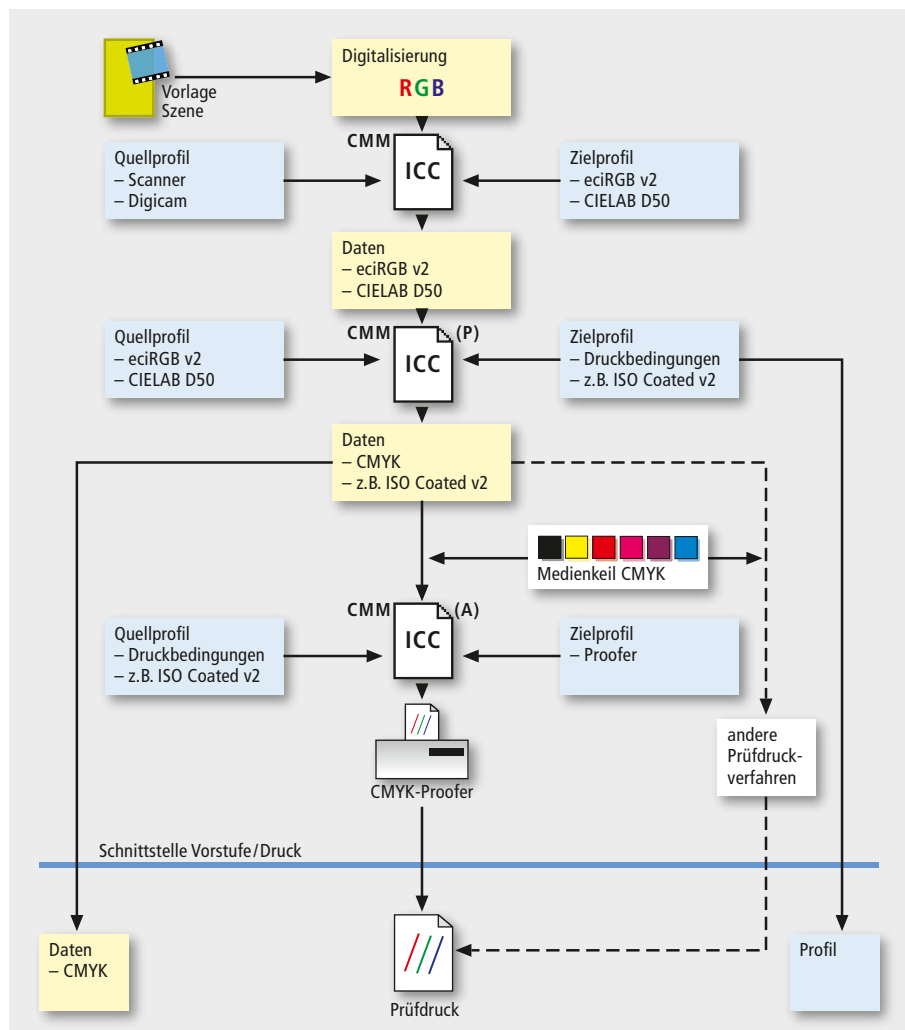 Vorlage
Szene
Digitalisierung
RGB
CMM
ICC
Quellprofil
– Scanner
– Digicam
Zielprofil
– eciRGB v2
– CIELAB D50
Daten
– eciRGB v2
– CIELAB D50
CMM
(P)
ICC
Quellprofil
– eciRGB v2
– CIELAB D50
Zielprofil
– Druckbedingungen
– z.B. ISO Coated v2
Daten
– CMYK
– z.B. ISO Coated v2
Medienkeil CMYK
CMM
(A)
ICC
Quellprofil
– Druckbedingungen
– z.B. ISO Coated v2
Zielprofil
– Proofer
andere
Prüfdruck-
verfahren
CMYK-Proofer
Schnittstelle Vorstufe/Druck
Daten
– CMYK
Prüfdruck
Profil